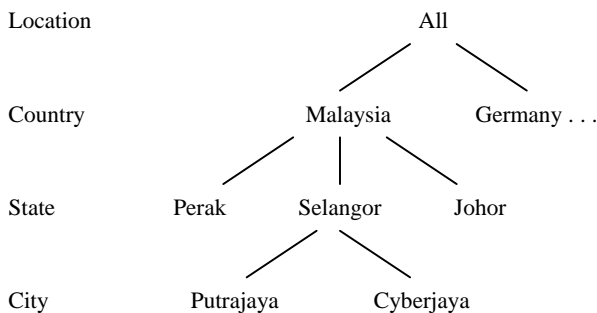 Location All
Country Malaysia Germany . . .
State Perak Selangor Johor
City Putrajaya Cyberjaya